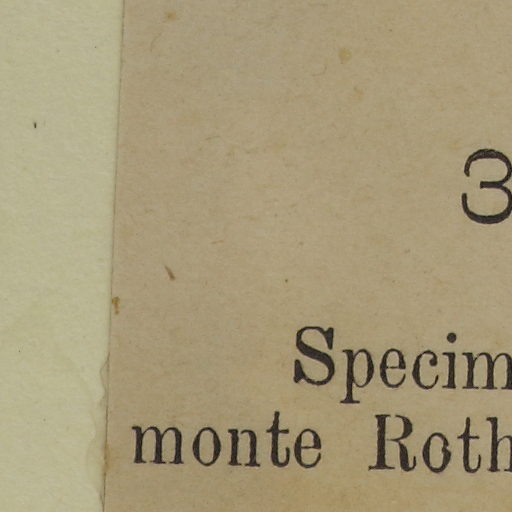 3
Specim
monte Roth